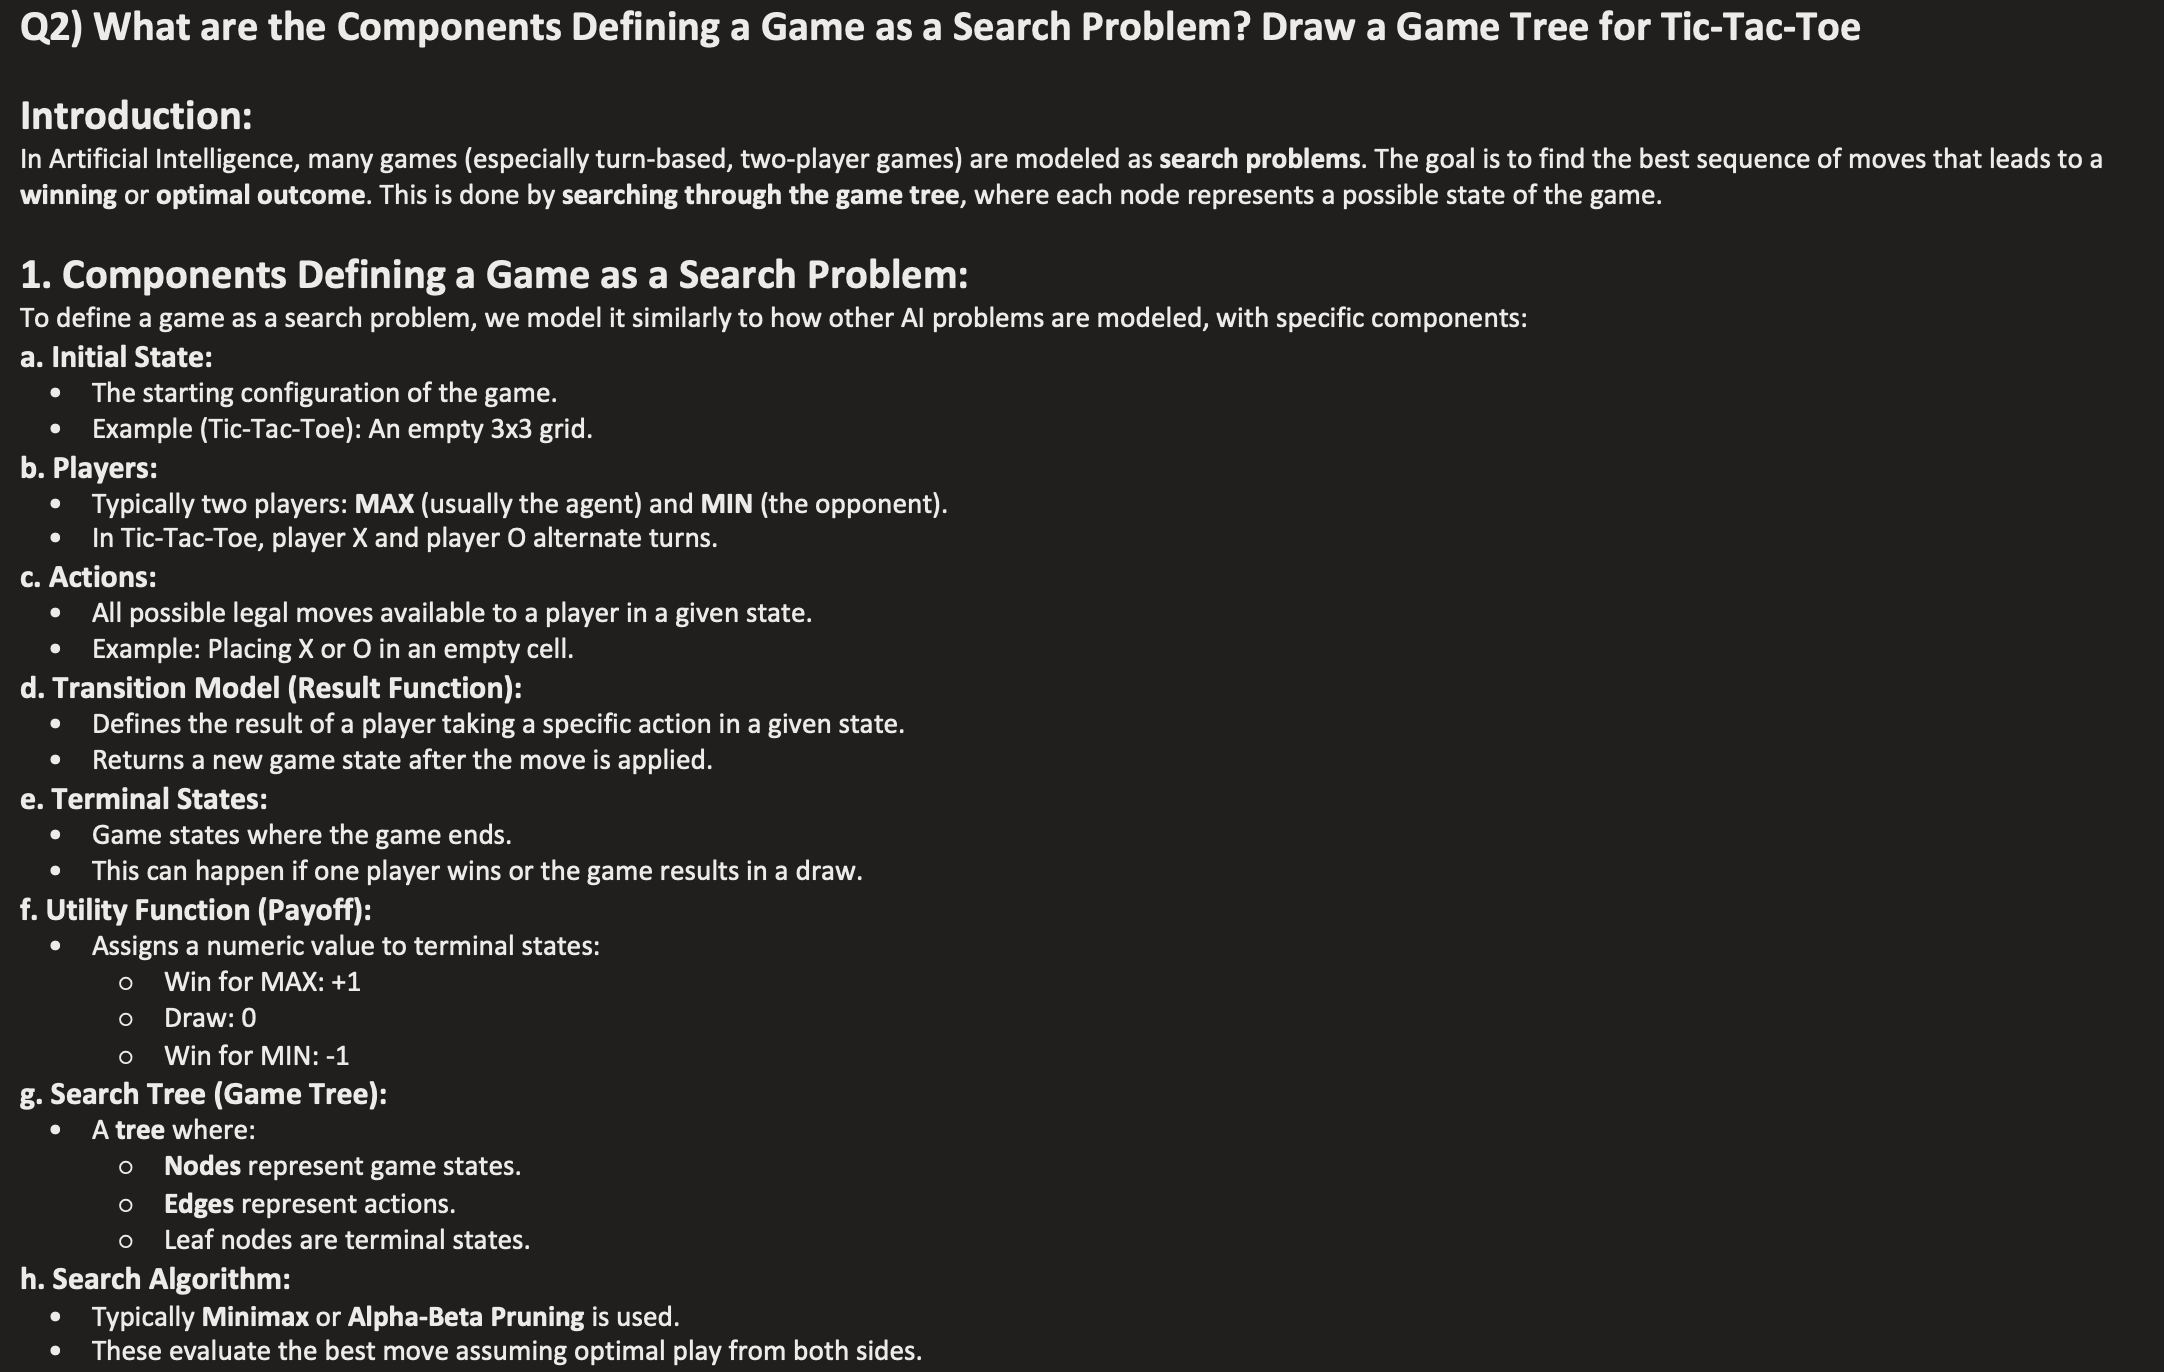 Q2) What are the Components Defining a Game as a Search Problem? Draw a Game Tree for Tic-Tac-Toe
Introduction:
In Artificial Intelligence, many games (especially turn-based, two-player games) are modeled as search problems. The goal is to find the best sequence of moves that leads to a
winning or optimal outcome. This is done by searching through the game tree, where each node represents a possible state of the game.
1. Components Defining a Game as a Search Problem:
To define a game as a search problem, we model it similarly to how other AI problems are modeled, with specific components:
a. Initial State:
• The starting configuration of the game.
• Example (Tic-Tac-Toe): An empty 3x3 grid.
b. Players:
• Typically two players: MAX (usually the agent) and MIN (the opponent).
• In Tic-Tac-Toe, player X and player O alternate turns.
c. Actions:
• All possible legal moves available to a player in a given state.
• Example: Placing X or O in an empty cell.
d. Transition Model (Result Function):
• Defines the result of a player taking a specific action in a given state.
• Returns a new game state after the move is applied.
e. Terminal States:
• Game states where the game ends.
• This can happen if one player wins or the game results in a draw.
f. Utility Function (Payoff):
• Assigns a numeric value to terminal states:
○ Win for MAX: +1
○ Draw: 0
○ Win for MIN: -1
g. Search Tree (Game Tree):
• A tree where:
○ Nodes represent game states.
○ Edges represent actions.
○ Leaf nodes are terminal states.
h. Search Algorithm:
• Typically Minimax or Alpha-Beta Pruning is used.
• These evaluate the best move assuming optimal play from both sides.